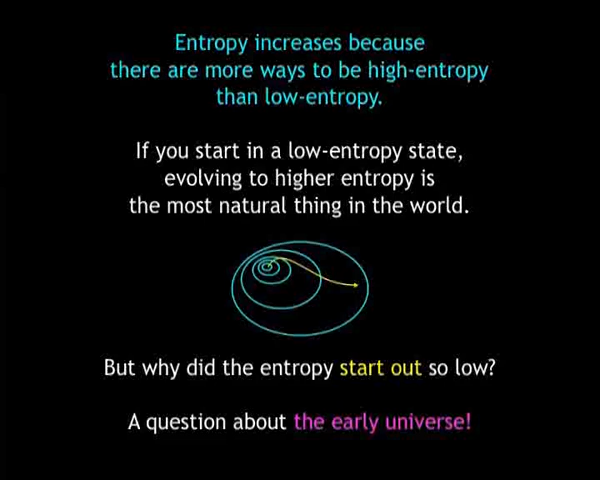 Entropy increases because
there are more ways to be high-entropy
than low-entropy.
If you start in a low-entropy state,
evolving to higher entropy is
the most natural thing in the world.
But why did the entropy start out so low?
A question about the early universe!